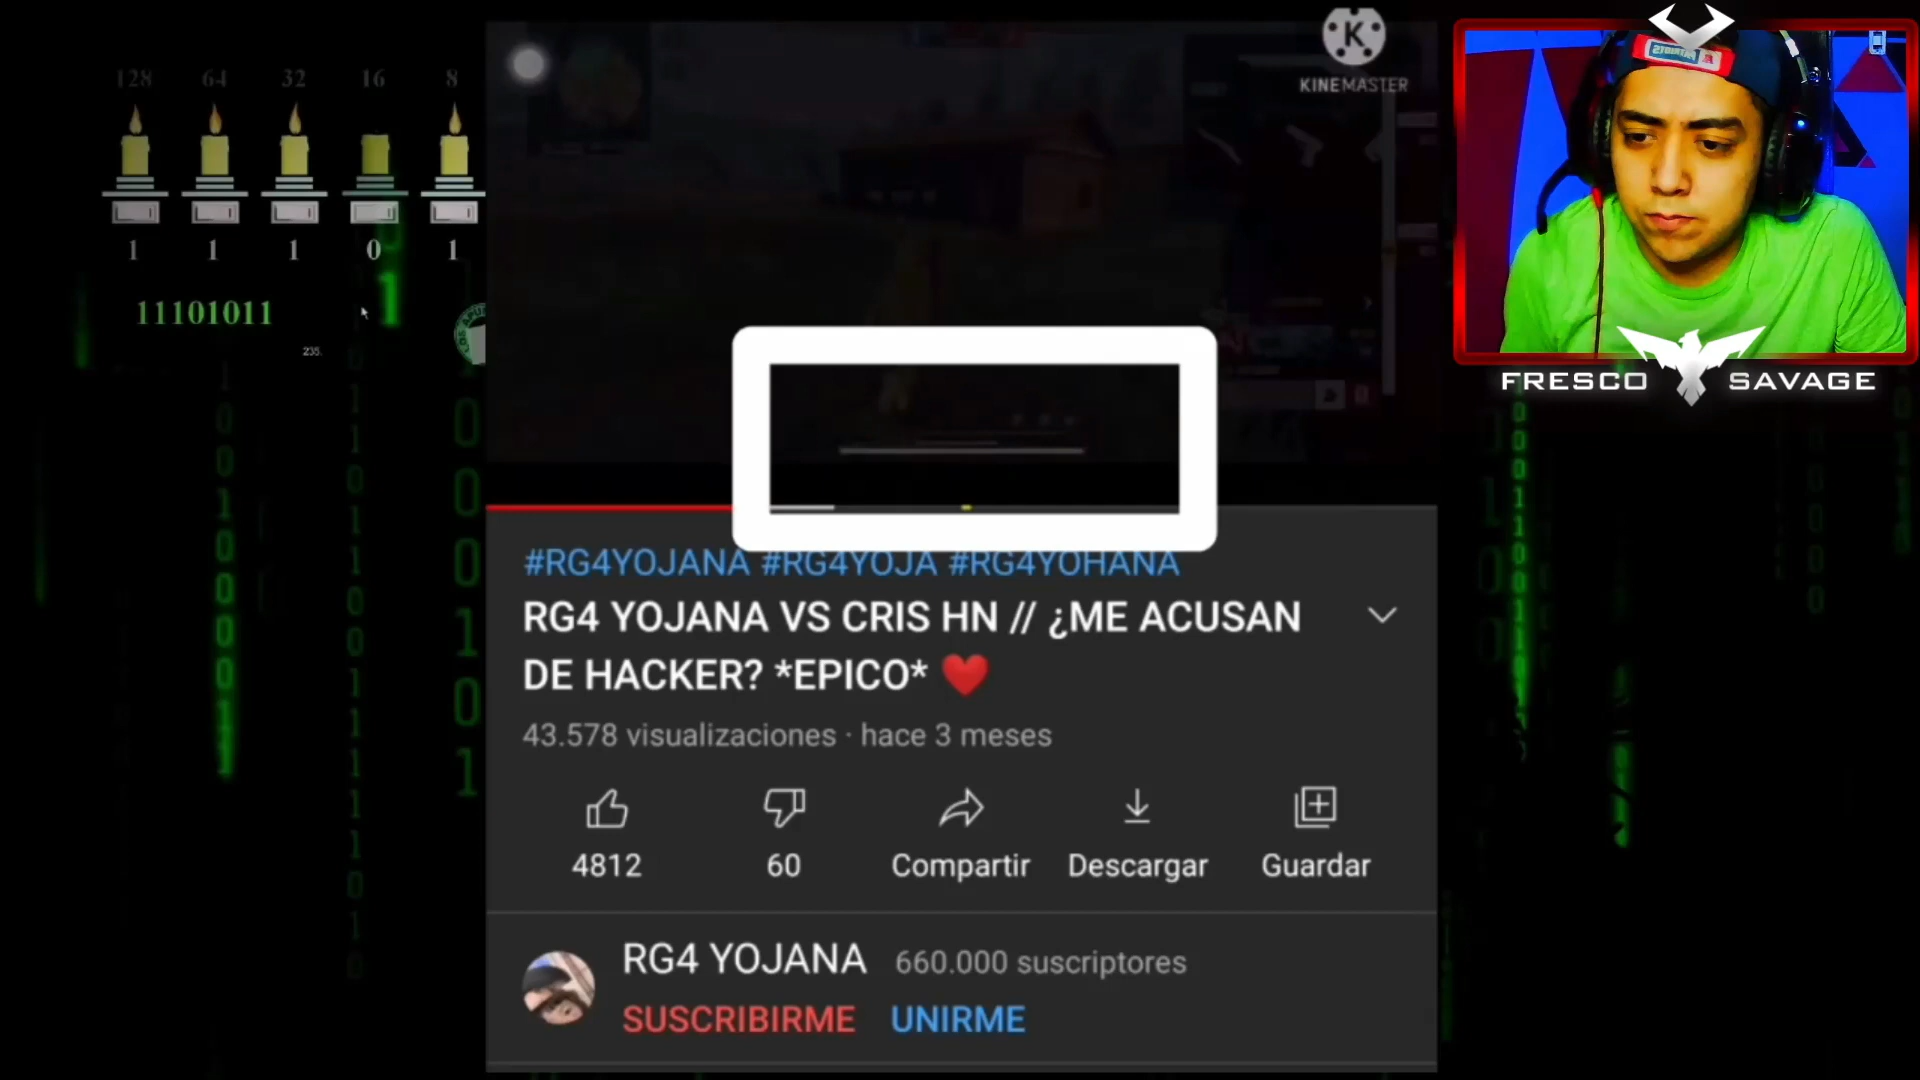 128 64 32 16 8
1 1 1 0 1
11101011
235.
K
KINEMASTER
FRESCO SAVAGE
#RG4YOJANA #RG4YOJA #RG4YOHANA
RG4 YOJANA VS CRIS HN // ¿ME ACUSAN
DE HACKER? *EPICO* ❤️
43.578 visualizaciones · hace 3 meses
4812 60 Compartir Descargar Guardar
RG4 YOJANA 660.000 suscriptores
SUSCRIBIRME UNIRME